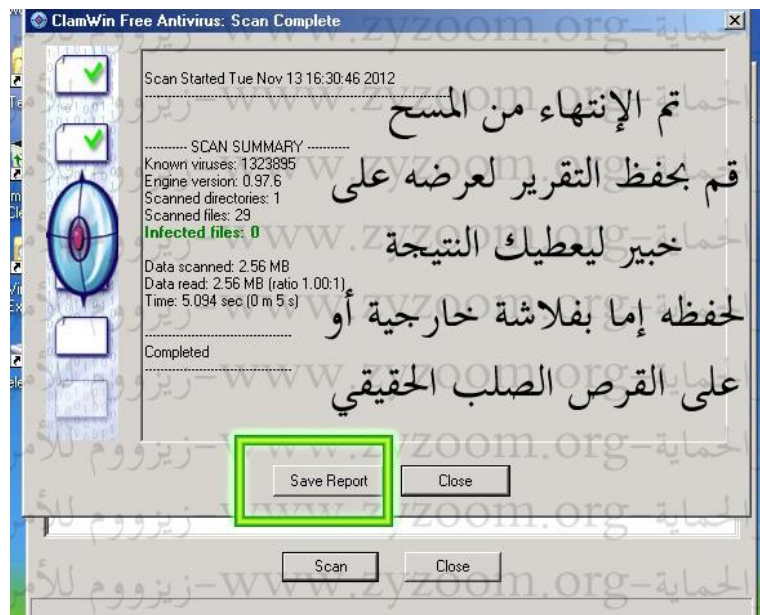 ClamWin Free Antivirus: Scan Complete
Scan Started Tue Nov 13 16:30:46 2012
تم الإنتهاء من المسح
---------- SCAN SUMMARY ----------
Known viruses: 1323895
Engine version: 0.97.6
قم بحفظ التقرير لعرضه على
Scanned directories: 1
Scanned files: 29
Infected files: 0
خبير ليعطيك النتيجة
Data scanned: 2.56 MB
Data read: 2.56 MB (ratio 1.00:1)
Time: 5.094 sec (0 m 5 s)
لحفظه إما بفلاشة خارجية أو
Completed
على القرص الصلب الحقيقي
Save Report
Close
Scan
Close
www.zyzoom.org